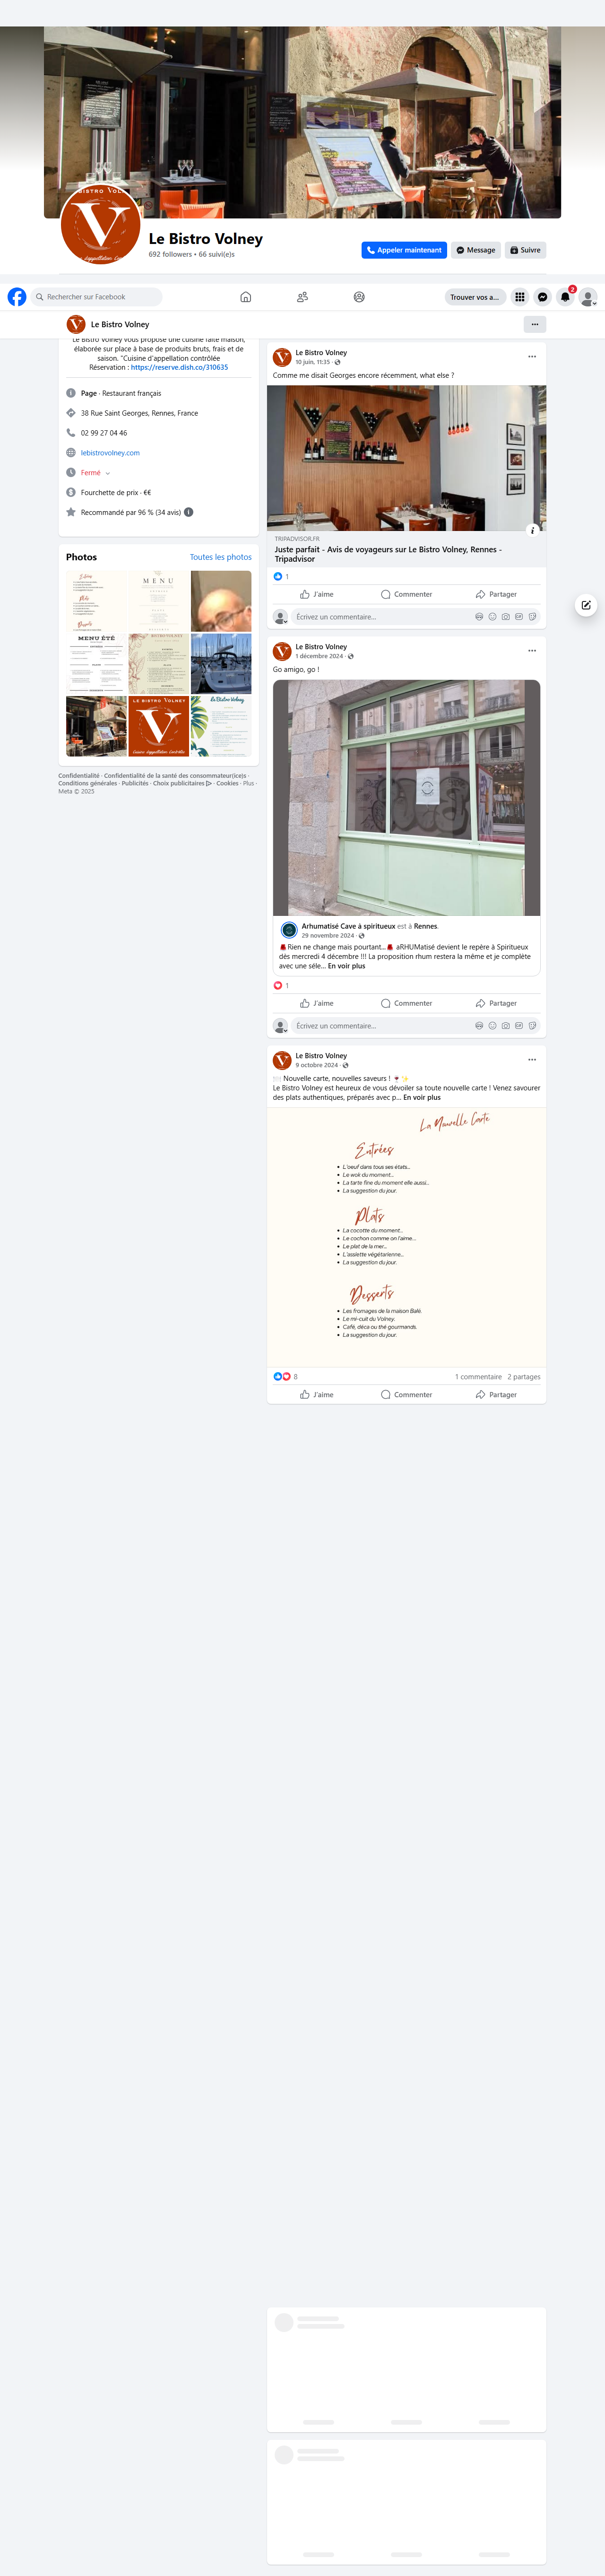 BISTRO VOLNEY
V
Le Bistro Volney
692 followers • 66 suivi(e)s
Appeler maintenant
Message
Suivre
Rechercher sur Facebook
Trouver vos a...
2
Le Bistro Volney
Le Bistro Volney vous propose une cuisine faite maison,
élaborée sur place à base de produits bruts, frais et de
saison. "Cuisine d'appellation contrôlée
Réservation : https://reserve.dish.co/310635
Page · Restaurant français
38 Rue Saint Georges, Rennes, France
02 99 27 04 46
lebistrovolney.com
Fermé
Fourchette de prix · €€
Recommandé par 96 % (34 avis)
Photos
Toutes les photos
MENU
MENU ÉTÉ
LE BISTRO VOLNEY
V
Confidentialité · Confidentialité de la santé des consommateur(ice)s ·
Conditions générales · Publicités · Choix publicitaires · Cookies · Plus ·
Meta © 2025
Le Bistro Volney
10 juin, 11:35 ·
Comme me disait Georges encore récemment, what else ?
TRIPADVISOR.FR
Juste parfait - Avis de voyageurs sur Le Bistro Volney, Rennes -
Tripadvisor
1
J'aime
Commenter
Partager
Écrivez un commentaire...
Le Bistro Volney
1 décembre 2024 ·
Go amigo, go !
Arhumatisé Cave à spiritueux est à Rennes.
29 novembre 2024 ·
Rien ne change mais pourtant... aRHUMatisé devient le repère à Spiritueux
dés mercredi 4 décembre !!! La proposition rhum restera la même et je complète
avec une séle... En voir plus
1
J'aime
Commenter
Partager
Écrivez un commentaire...
Le Bistro Volney
9 octobre 2024 ·
🍽️ Nouvelle carte, nouvelles saveurs ! 🍷✨
Le Bistro Volney est heureux de vous dévoiler sa toute nouvelle carte ! Venez savourer
des plats authentiques, préparés avec p... En voir plus
La Nouvelle Carte
Entrées
• L'oeuf dans tous ses états...
• Le wok du moment...
• La tarte fine du moment elle aussi...
• La suggestion du jour.
Plats
• La cocotte du moment...
• Le cochon comme on l'aime...
• Le plat de la mer...
• L'assiette végétarienne...
• La suggestion du jour.
Desserts
• Les fromages de la maison Balé.
• Le mi-cuit du Volney.
• Café, déca ou thé gourmands.
• La suggestion du jour.
8
1 commentaire
2 partages
J'aime
Commenter
Partager